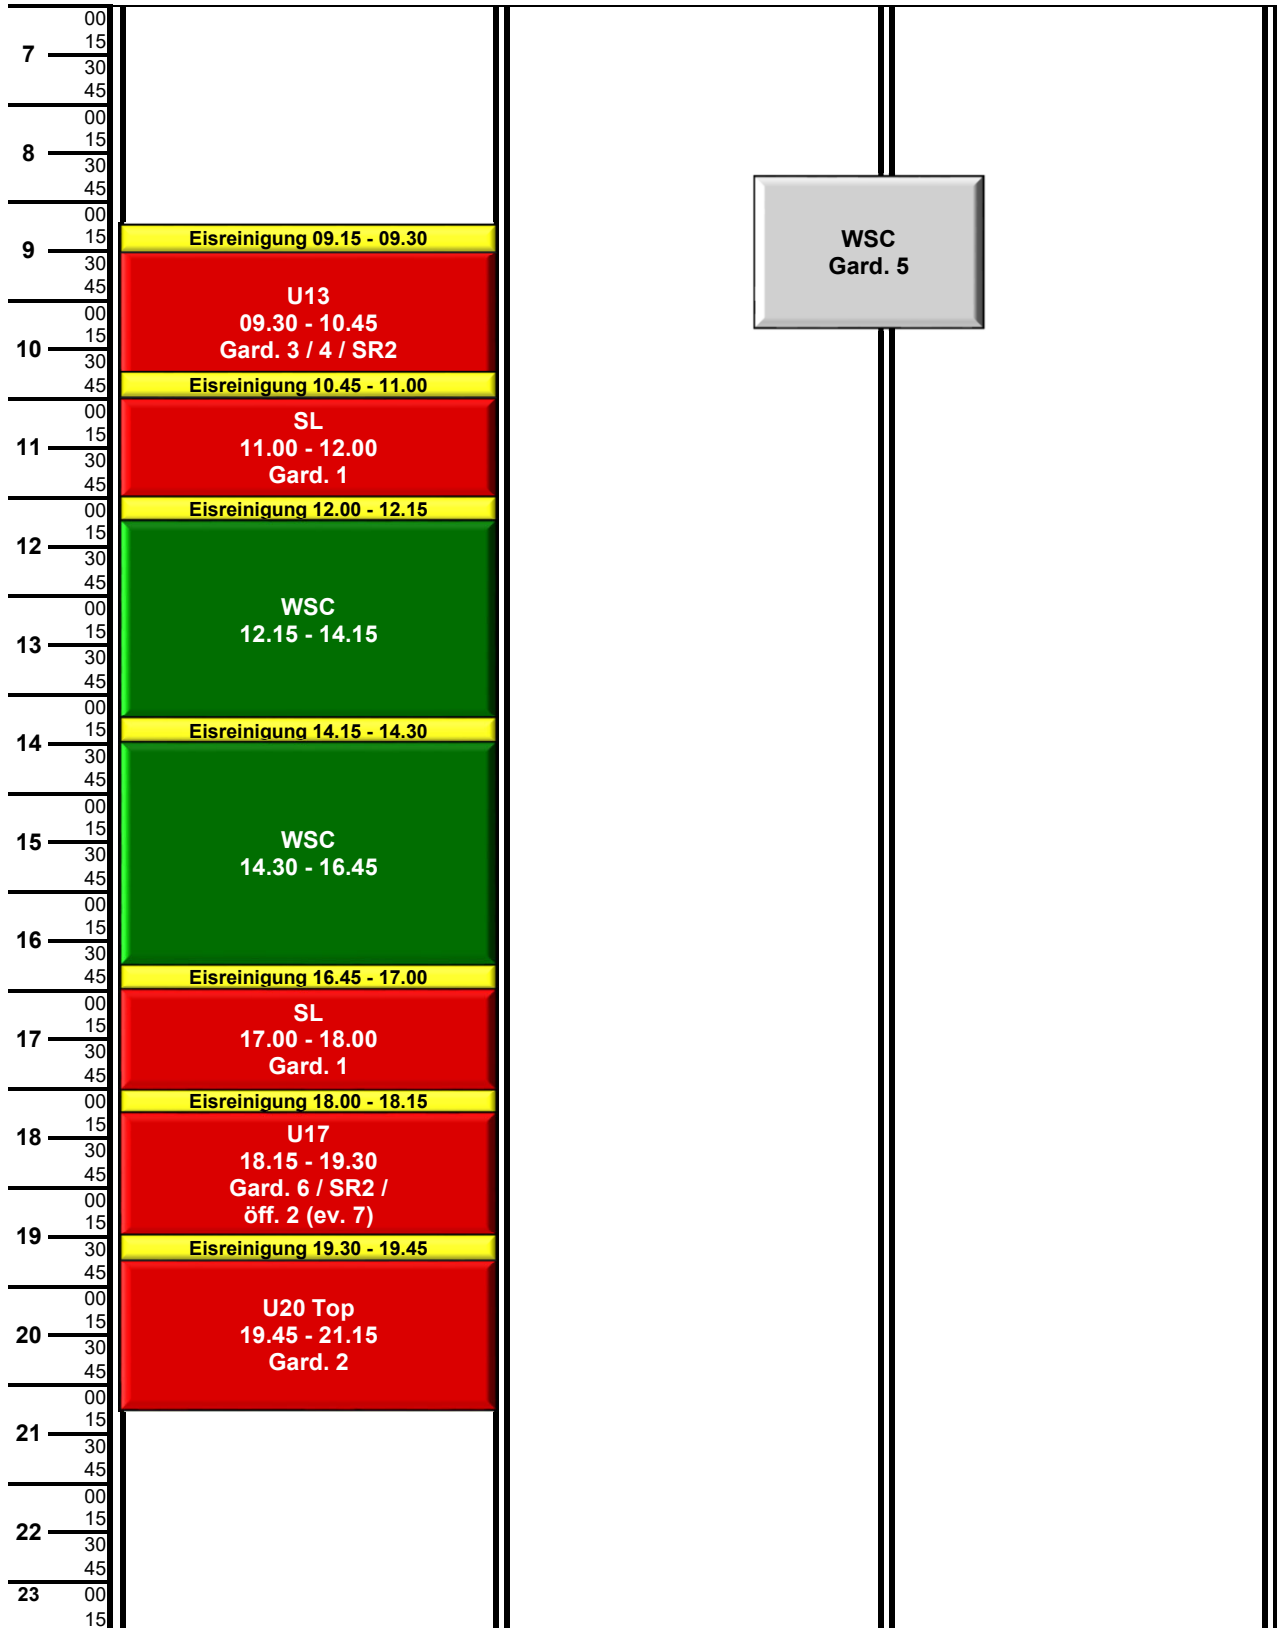 00
15
7
30
45
00
15
8
30
45
00
15
9
30
45
00
15
10
30
45
00
15
11
30
45
00
15
12
30
45
00
15
13
30
45
00
15
14
30
45
00
15
15
30
45
00
15
16
30
45
00
15
17
30
45
00
15
18
30
45
00
15
19
30
45
00
15
20
30
45
00
15
21
30
45
00
15
22
30
45
23 00
15
Eisreinigung 09.15 - 09.30
U13
09.30 - 10.45
Gard. 3 / 4 / SR2
Eisreinigung 10.45 - 11.00
SL
11.00 - 12.00
Gard. 1
Eisreinigung 12.00 - 12.15
WSC
12.15 - 14.15
Eisreinigung 14.15 - 14.30
WSC
14.30 - 16.45
Eisreinigung 16.45 - 17.00
SL
17.00 - 18.00
Gard. 1
Eisreinigung 18.00 - 18.15
U17
18.15 - 19.30
Gard. 6 / SR2 /
öff. 2 (ev. 7)
Eisreinigung 19.30 - 19.45
U20 Top
19.45 - 21.15
Gard. 2
WSC
Gard. 5